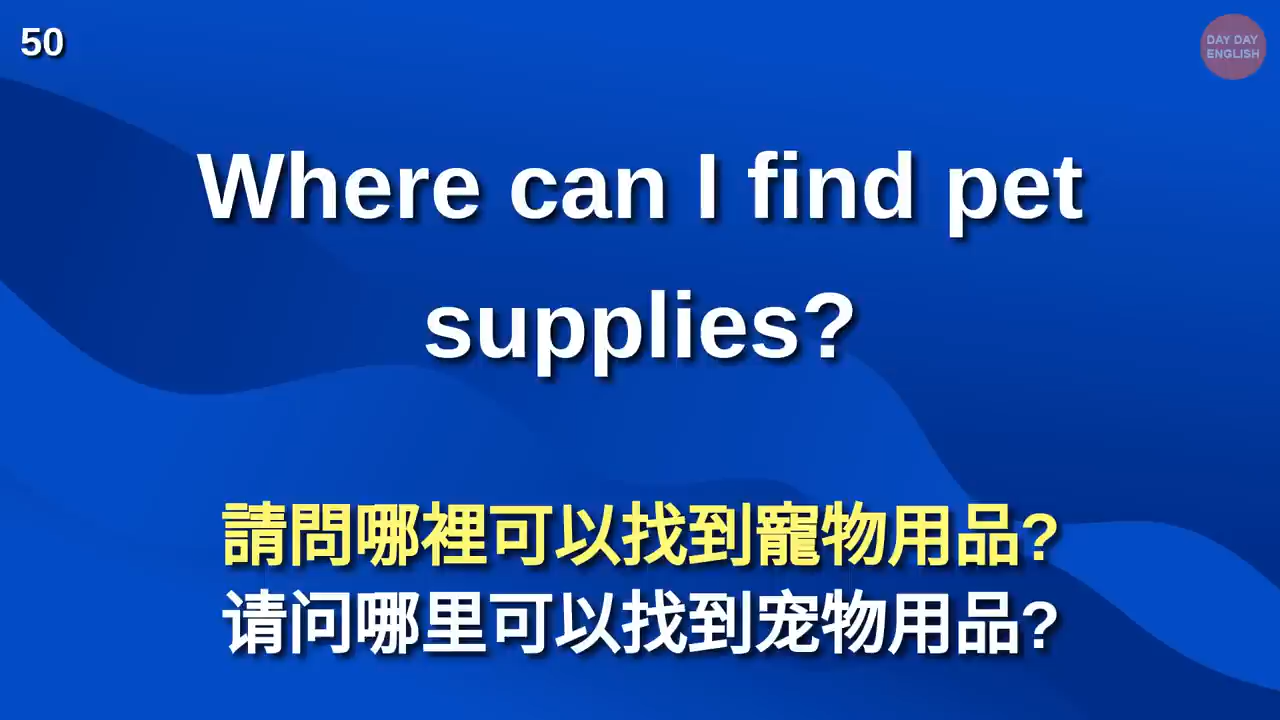 50
DAY DAY
ENGLISH
Where can I find pet
supplies?
請問哪裡可以找到寵物用品?
请问哪里可以找到宠物用品?